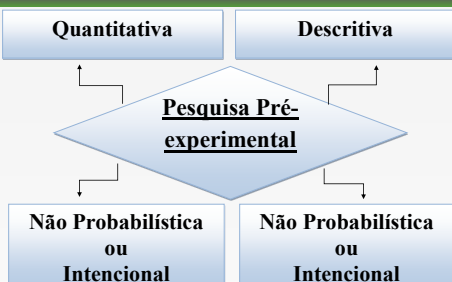 Quantitativa
Descritiva
Pesquisa Pré-
experimental
Não Probabilística
ou
Intencional
Não Probabilística
ou
Intencional